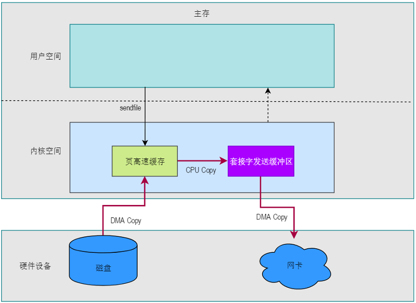 主存
用户空间
sendfile
内核空间
页高速缓存
CPU Copy
套接字发送缓冲区
DMA Copy
DMA Copy
硬件设备
磁盘
网卡